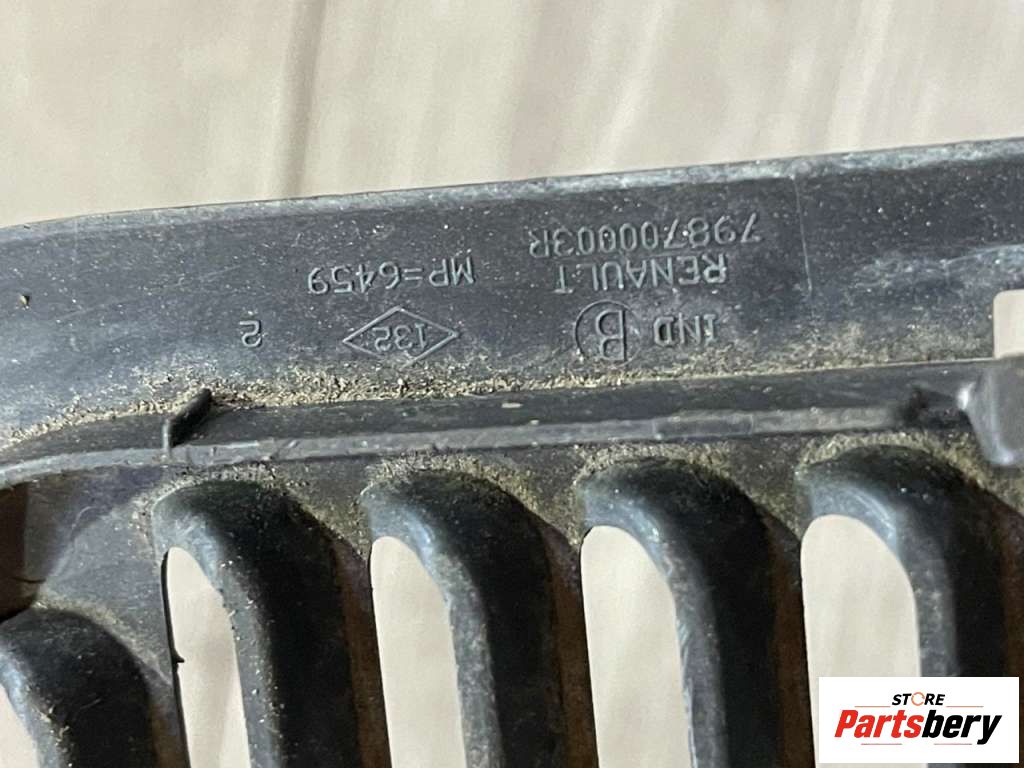 IND B 132 2
RENAULT MP=6459
798700003R
STORE
Partsbery